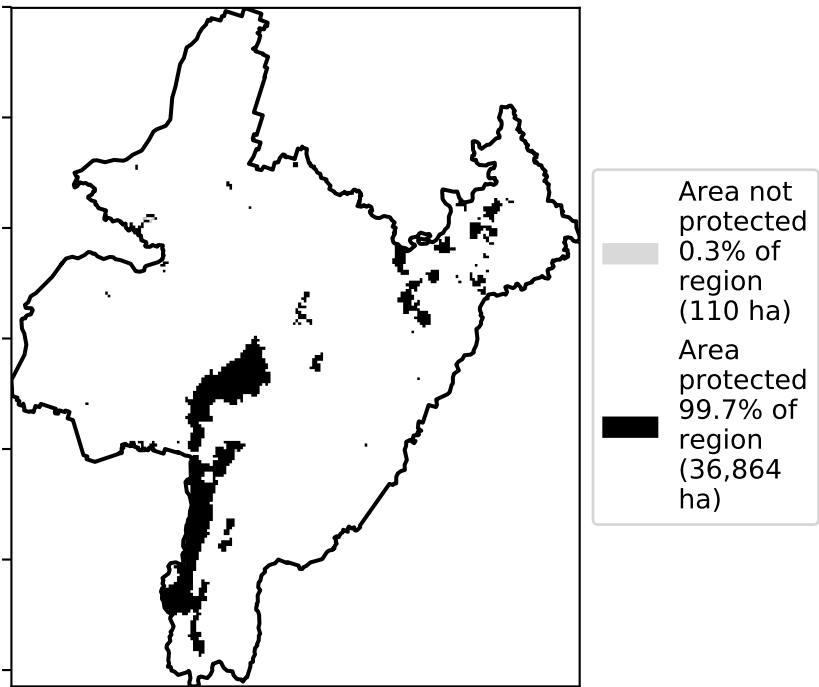 Area not
protected
0.3% of
region
(110 ha)
Area
protected
99.7% of
region
(36,864
ha)